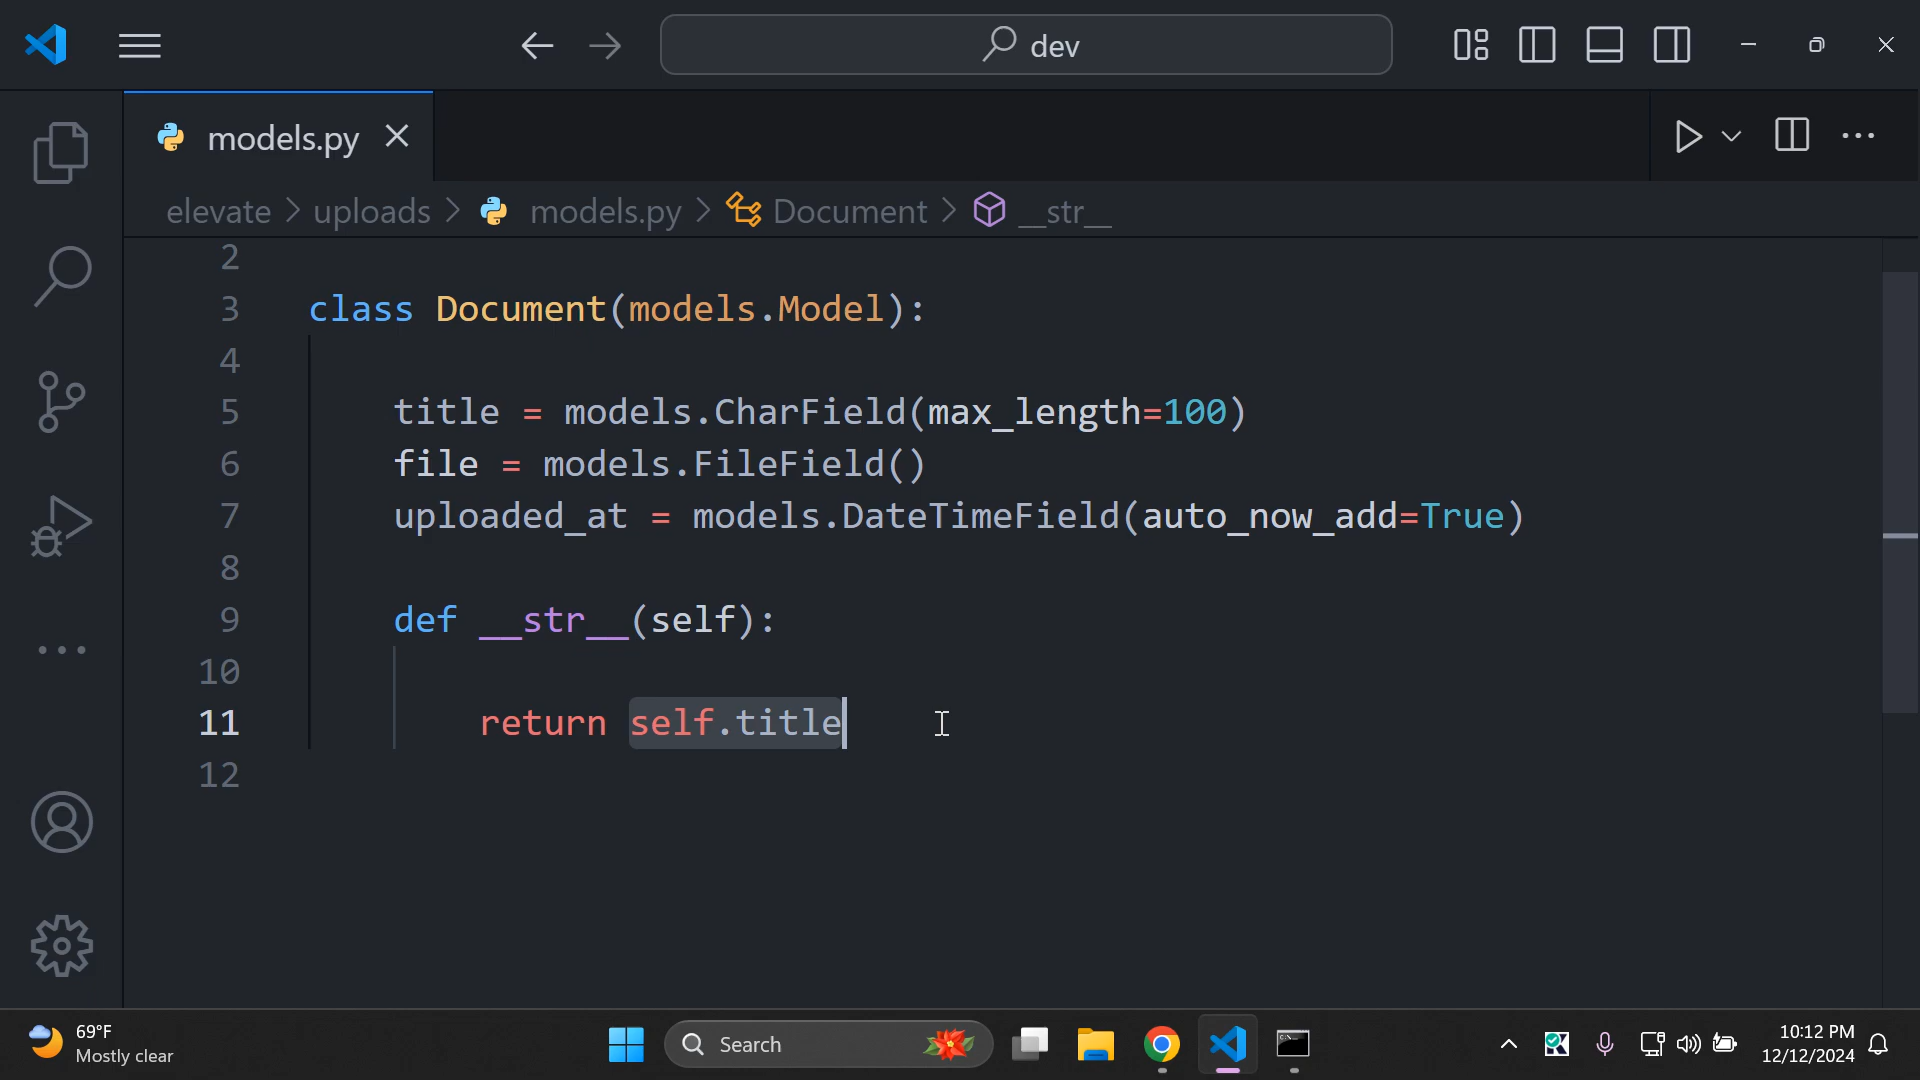 dev
models.py
elevate > uploads > models.py > Document > __str__
2
3 class Document(models.Model):
4
5 title = models.CharField(max_length=100)
6 file = models.FileField()
7 uploaded_at = models.DateTimeField(auto_now_add=True)
8
9 def __str__(self):
10
11 return self.title
12
69°F
Mostly clear
Search
10:12 PM
12/12/2024